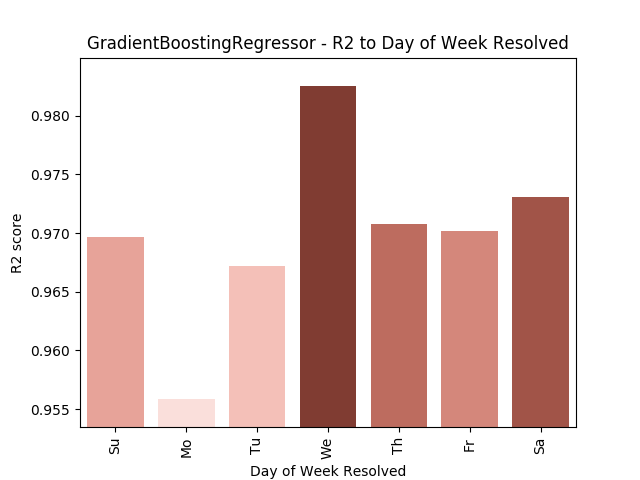 GradientBoostingRegressor - R2 to Day of Week Resolved
R2 score
0.980
0.975
0.970
0.965
0.960
0.955
Su Mo Tu We Th Fr Sa
Day of Week Resolved